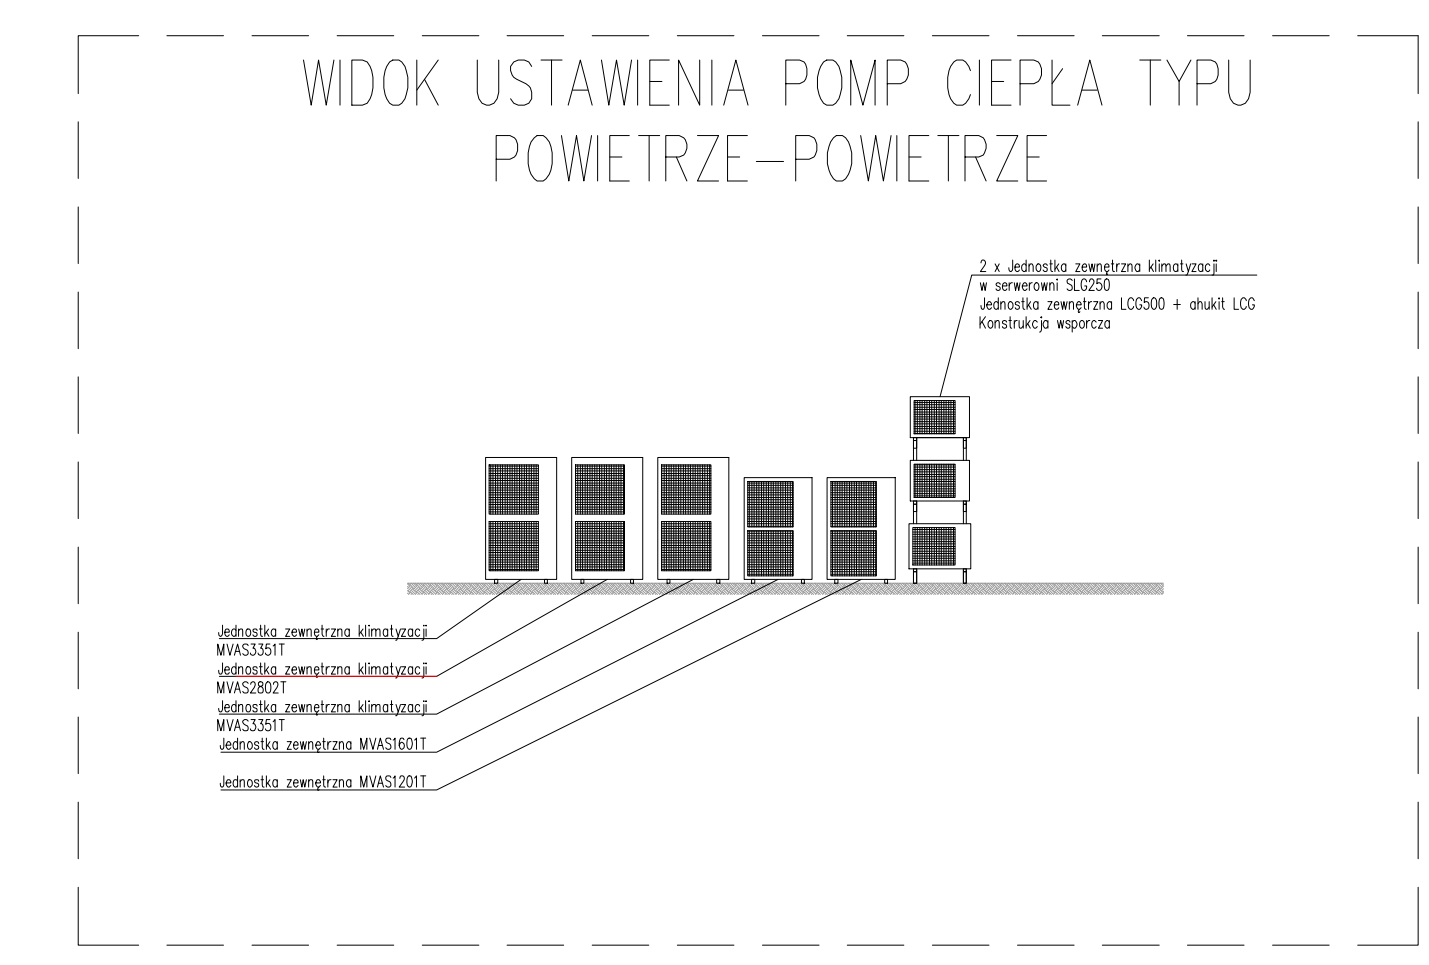 WIDOK USTAWIENIA POMP CIEPŁA TYPU
POWIETRZE-POWIETRZE
2 x Jednostka zewnętrzna klimatyzacji
w serwerowni SLG250
Jednostka zewnętrzna LCG500 + ahukit LCG
Konstrukcja wsporcza
Jednostka zewnętrzna klimatyzacji
MVAS3351T
Jednostka zewnętrzna klimatyzacji
MVAS2802T
Jednostka zewnętrzna klimatyzacji
MVAS3351T
Jednostka zewnętrzna MVAS1601T
Jednostka zewnętrzna MVAS1201T